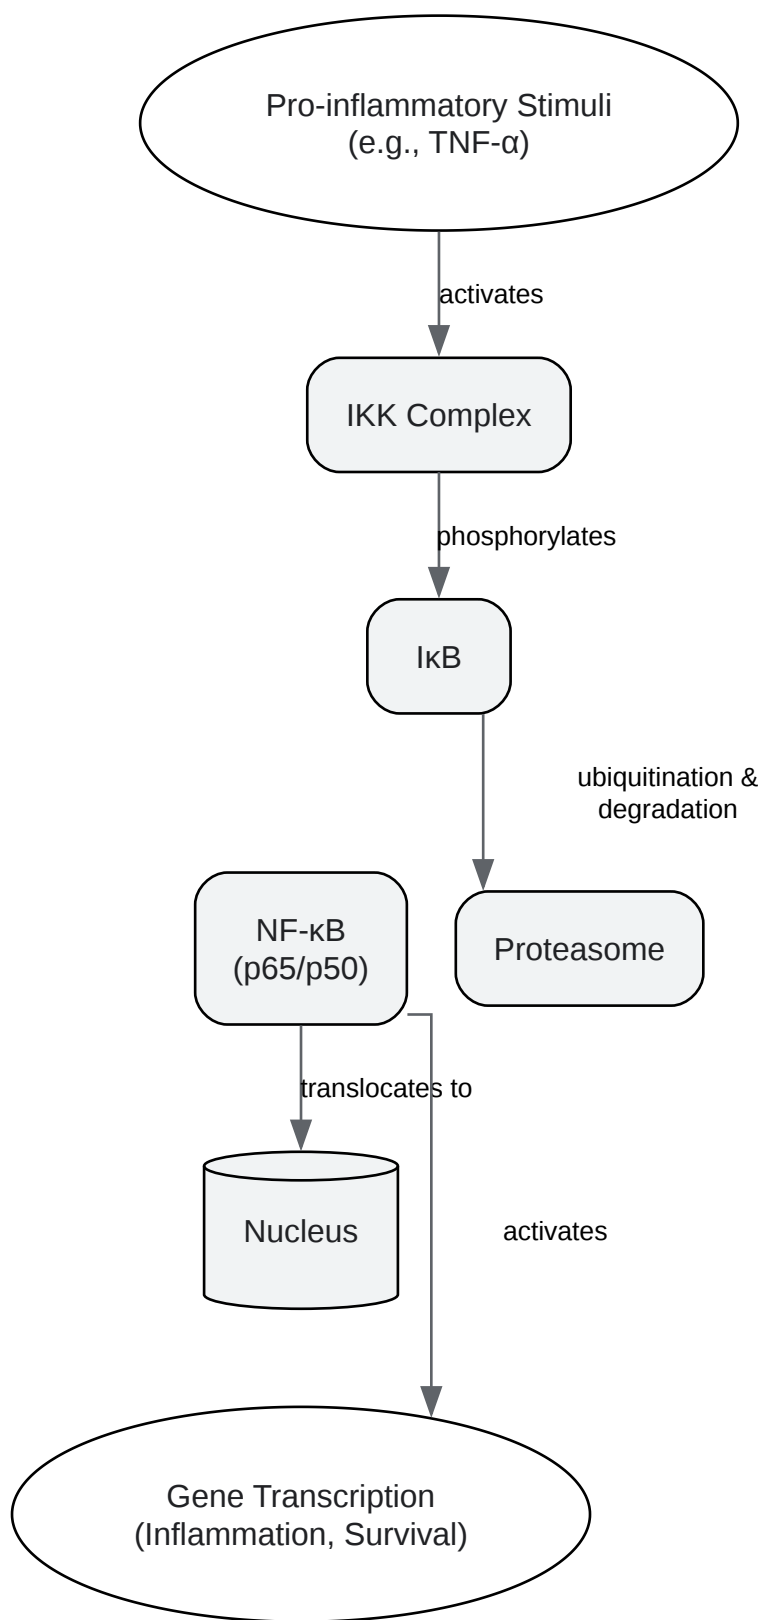 Pro-inflammatory Stimuli
(e.g., TNF-α)
activates
IKK Complex
phosphorylates
IκB
ubiquitination &
degradation
NF-κB
(p65/p50)
Proteasome
translocates to
Nucleus
activates
Gene Transcription
(Inflammation, Survival)